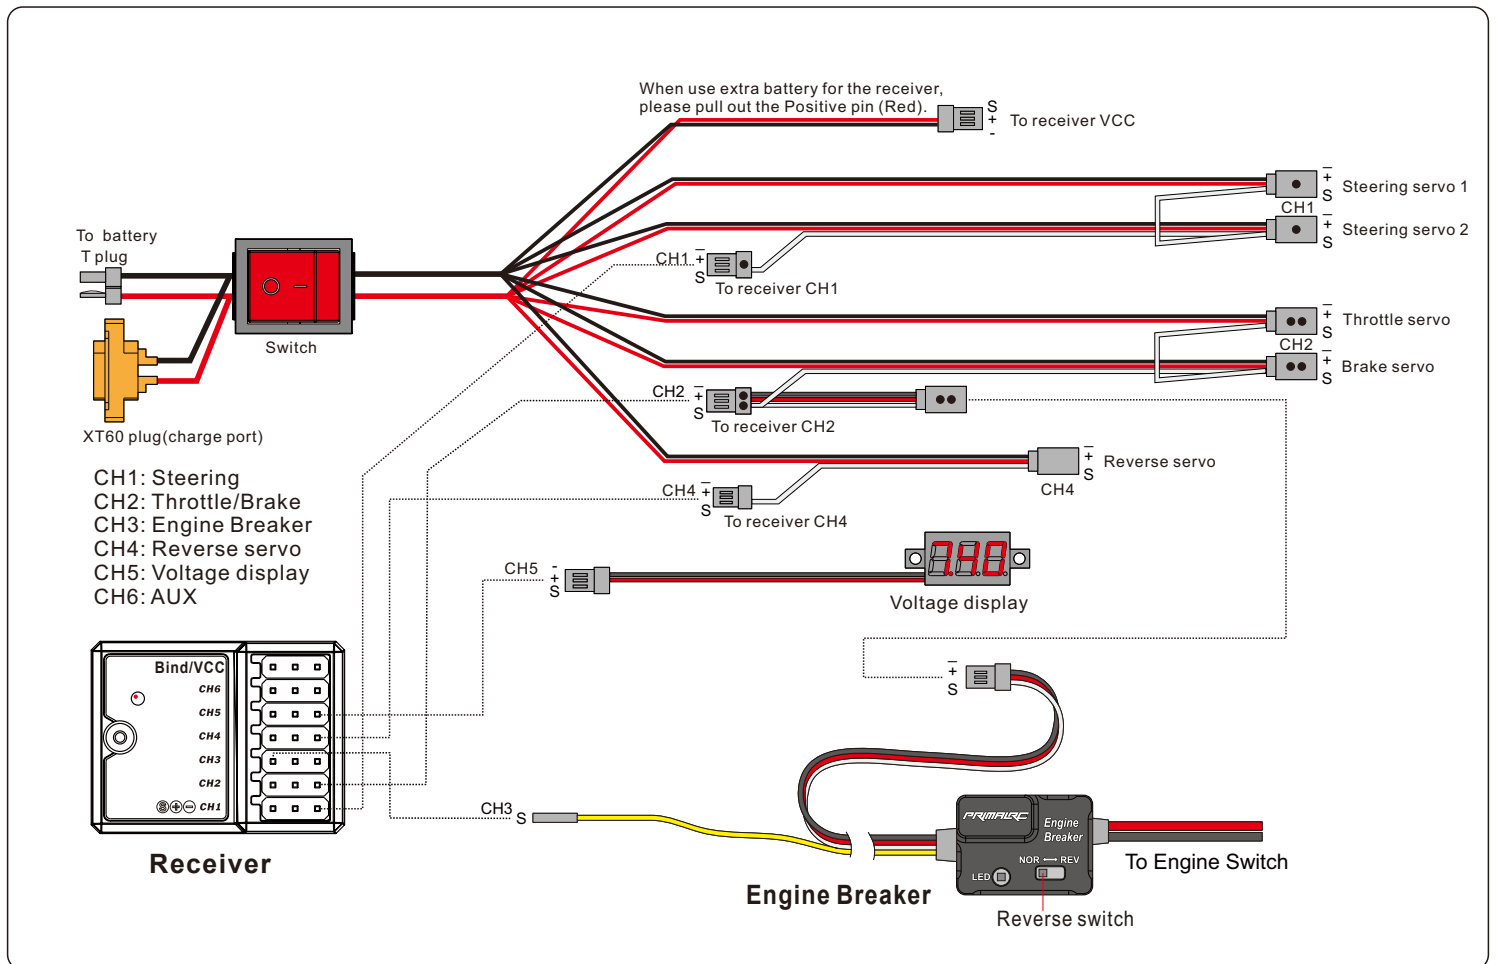 When use extra battery for the receiver,
please pull out the Positive pin (Red).
S
+
-
To receiver VCC
To battery
T plug
Switch
XT60 plug(charge port)
−
+
S
Steering servo 1
CH1
−
+
S
Steering servo 2
CH1
−
+
S
To receiver CH1
−
+
S
Throttle servo
CH2
−
+
S
Brake servo
CH2
−
+
S
To receiver CH2
−
+
S
Reverse servo
CH4
CH4
−
+
S
To receiver CH4
CH5
-
+
S
7.4.0.
Voltage display
CH1: Steering
CH2: Throttle/Brake
CH3: Engine Breaker
CH4: Reverse servo
CH5: Voltage display
CH6: AUX
Bind/VCC
CH6
CH5
CH4
CH3
CH2
S + − CH1
Receiver
−
+
S
CH3
S
PRIMALRC
Engine
Breaker
NOR ⟷ REV
LED
To Engine Switch
Engine Breaker
Reverse switch